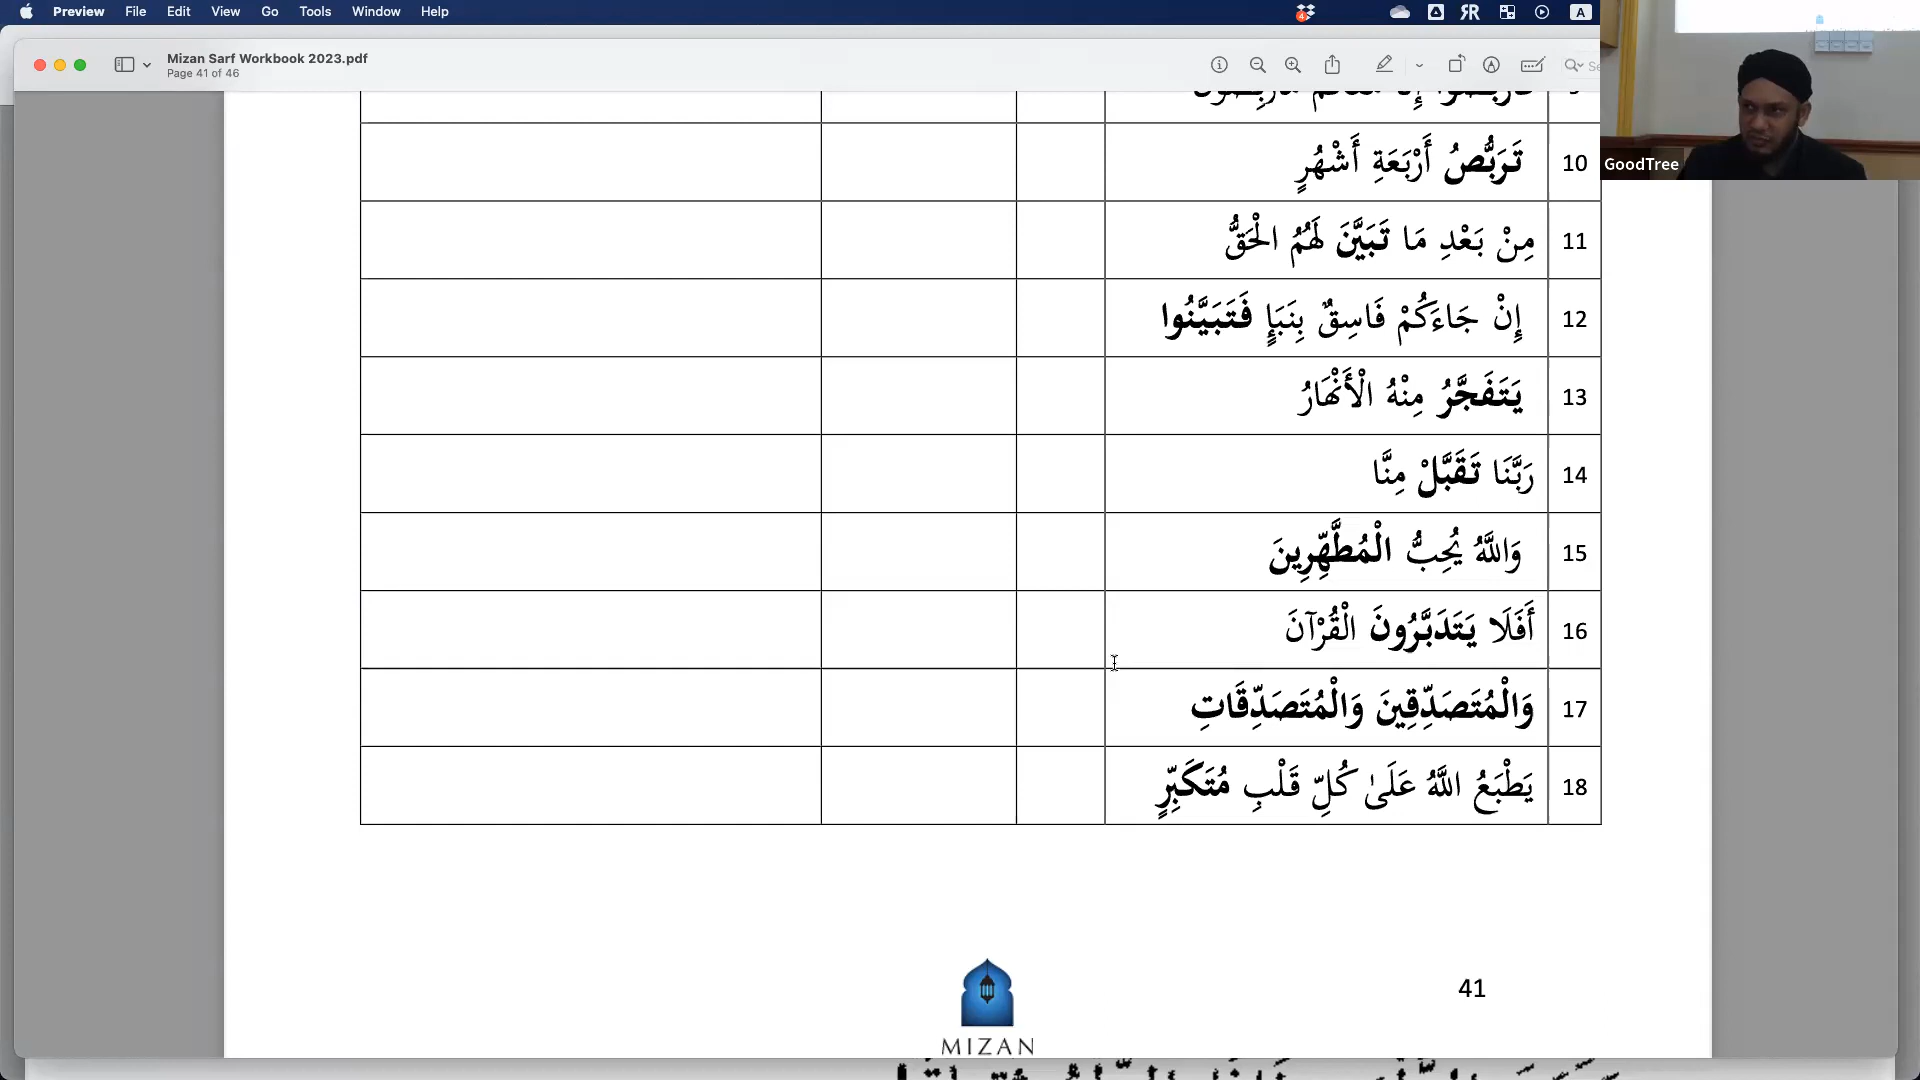 Preview File Edit View Go Tools Window Help
Mizan Sarf Workbook 2023.pdf
Page 41 of 46
GoodTree
10 تَرَبُّصُ أَرْبَعَةِ أَشْهُرٍ
11 مِنْ بَعْدِ مَا تَبَيَّنَ لَهُمُ الْحَقُّ
12 إِنْ جَاءَكُمْ فَاسِقٌ بِنَبَإٍ فَتَبَيَّنُوا
13 يَتَفَجَّرُ مِنْهُ الْأَنْهَارُ
14 رَبَّنَا تَقَبَّلْ مِنَّا
15 وَاللَّهُ يُحِبُّ الْمُطَّهِّرِينَ
16 أَفَلَا يَتَدَبَّرُونَ الْقُرْآنَ
17 وَالْمُتَصَدِّقِينَ وَالْمُتَصَدِّقَاتِ
18 يَطْبَعُ اللَّهُ عَلَىٰ كُلِّ قَلْبِ مُتَكَبِّرٍ
41
MIZAN